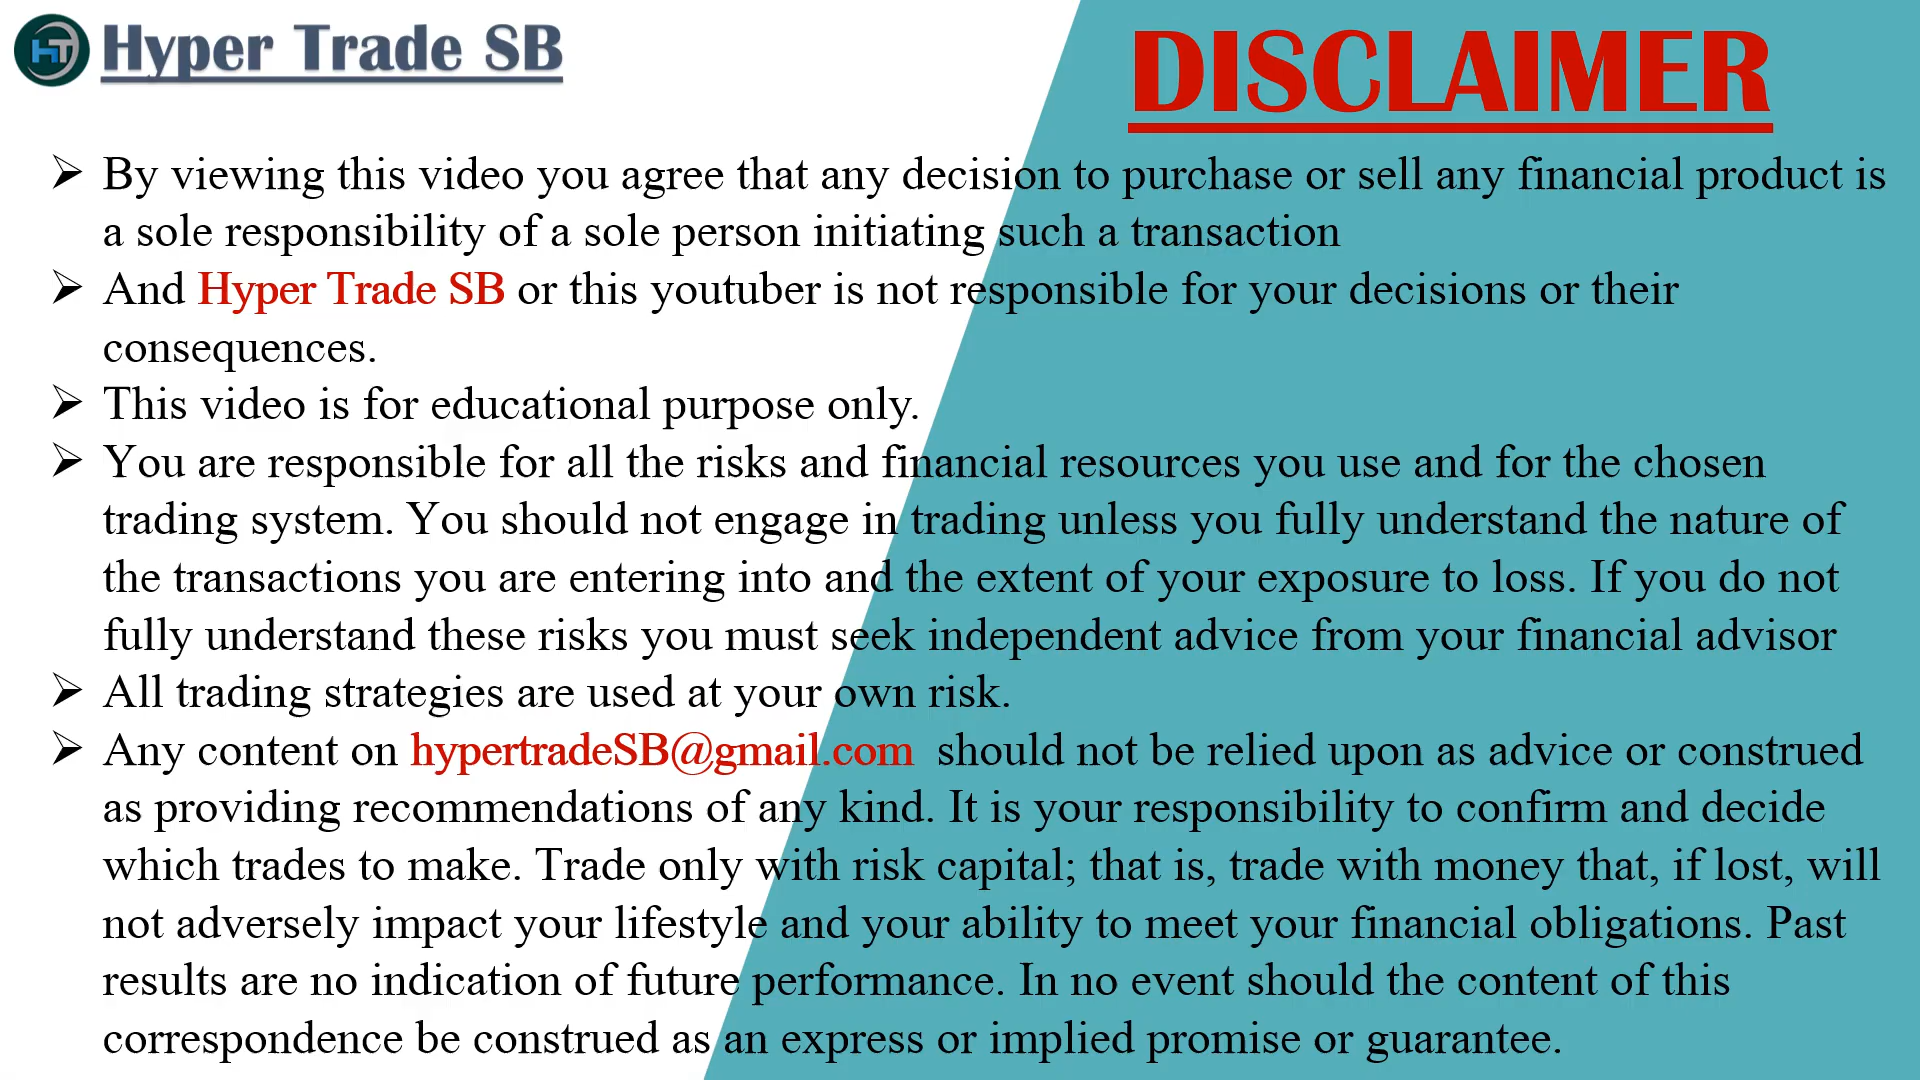 HT Hyper Trade SB
DISCLAIMER
➢ By viewing this video you agree that any decision to purchase or sell any financial product is
a sole responsibility of a sole person initiating such a transaction
➢ And Hyper Trade SB or this youtuber is not responsible for your decisions or their
consequences.
➢ This video is for educational purpose only.
➢ You are responsible for all the risks and financial resources you use and for the chosen
trading system. You should not engage in trading unless you fully understand the nature of
the transactions you are entering into and the extent of your exposure to loss. If you do not
fully understand these risks you must seek independent advice from your financial advisor
➢ All trading strategies are used at your own risk.
➢ Any content on hypertradeSB@gmail.com should not be relied upon as advice or construed
as providing recommendations of any kind. It is your responsibility to confirm and decide
which trades to make. Trade only with risk capital; that is, trade with money that, if lost, will
not adversely impact your lifestyle and your ability to meet your financial obligations. Past
results are no indication of future performance. In no event should the content of this
correspondence be construed as an express or implied promise or guarantee.